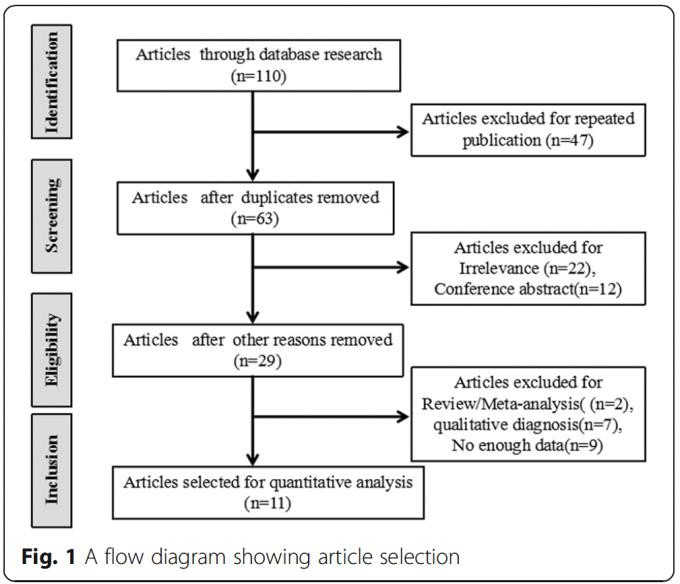 Identification
Articles through database research
(n=110)
Articles excluded for repeated
publication (n=47)
Screening
Articles after duplicates removed
(n=63)
Articles excluded for
Irrelevance (n=22),
Conference abstract(n=12)
Eligibility
Articles after other reasons removed
(n=29)
Articles excluded for
Review/Meta-analysis( (n=2),
qualitative diagnosis(n=7),
No enough data(n=9)
Inclusion
Articles selected for quantitative analysis
(n=11)
Fig. 1 A flow diagram showing article selection